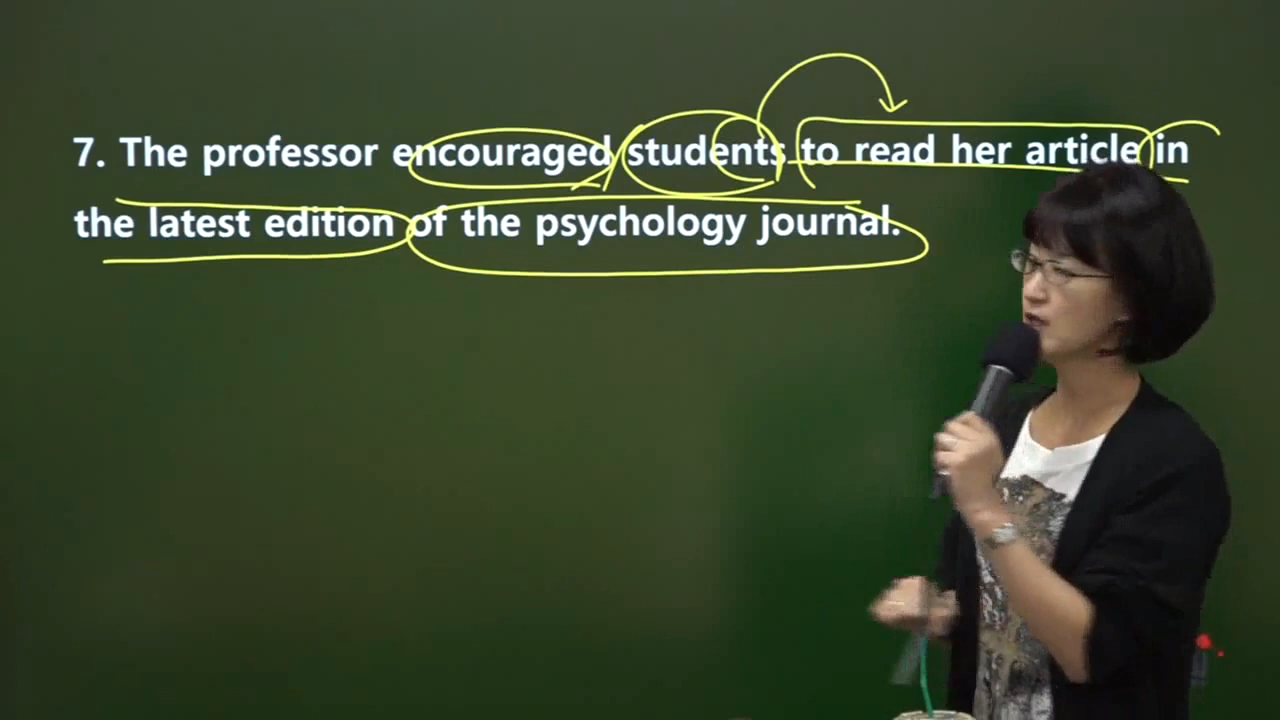 7. The professor encouraged students to read her article in
the latest edition of the psychology journal.